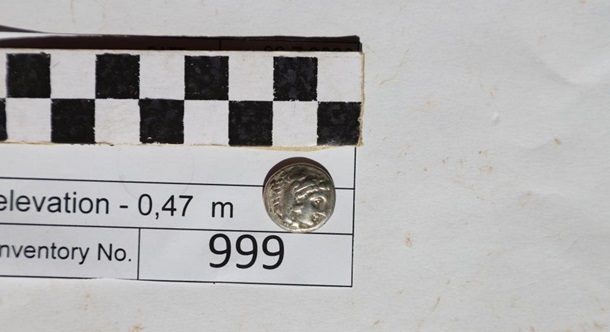 elevation - 0,47 m
nventory No. 999